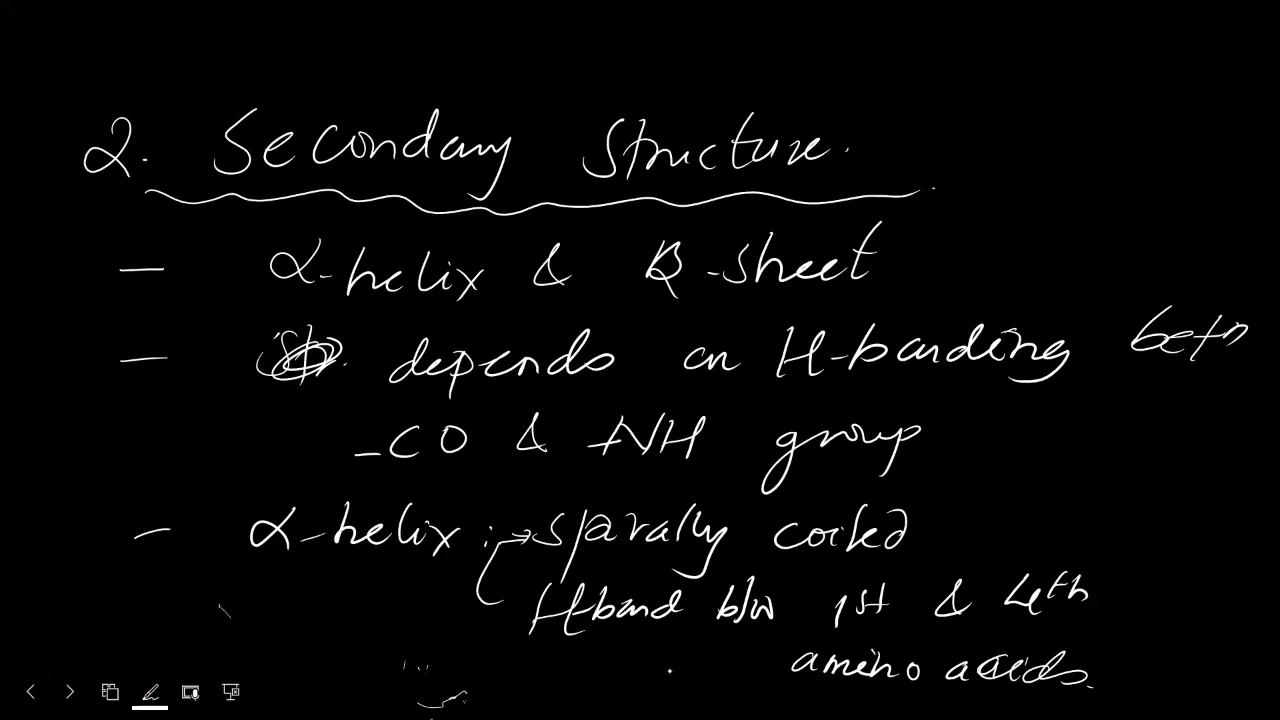 2. Secondary Structure.
- α-helix & β-sheet
- depends on H-bonding betn
-CO & -NH group
- α-helix : → spirally coiled
H-bond b/w 1st & 4th
amino acids.